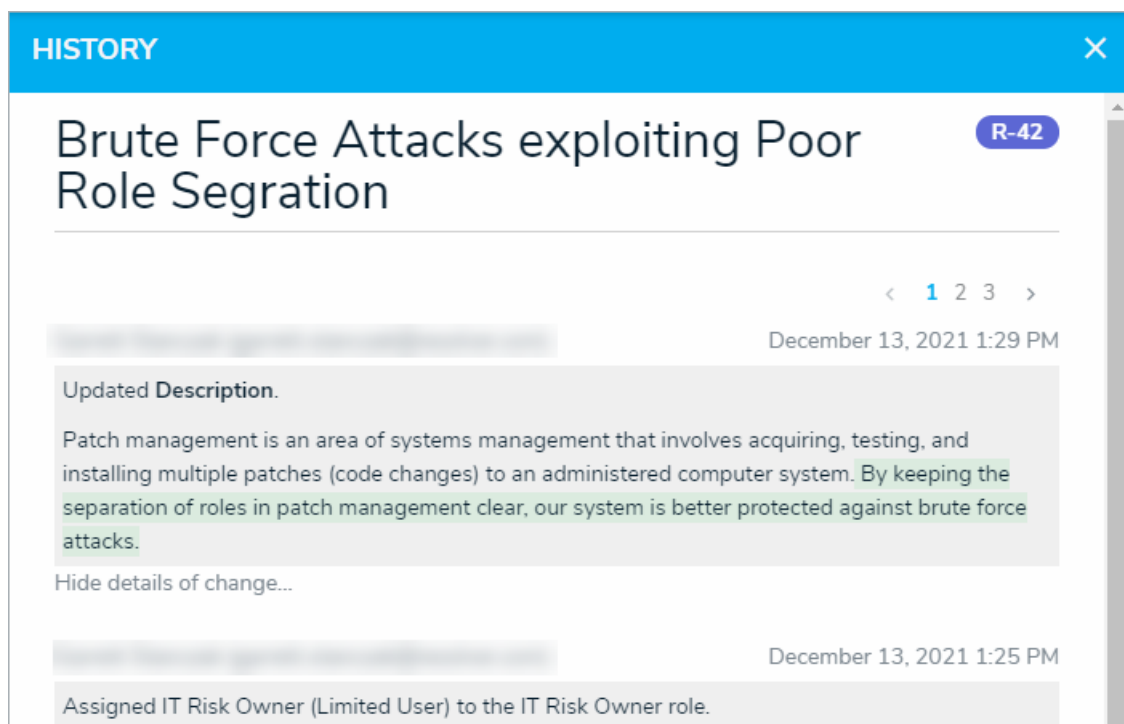 HISTORY
Brute Force Attacks exploiting Poor
R-42
Role Segration
1 2 3
December 13, 2021 1:29 PM
Updated Description.
Patch management is an area of systems management that involves acquiring, testing, and
installing multiple patches (code changes) to an administered computer system. By keeping the
separation of roles in patch management clear, our system is better protected against brute force
attacks.
Hide details of change...
December 13, 2021 1:25 PM
Assigned IT Risk Owner (Limited User) to the IT Risk Owner role.